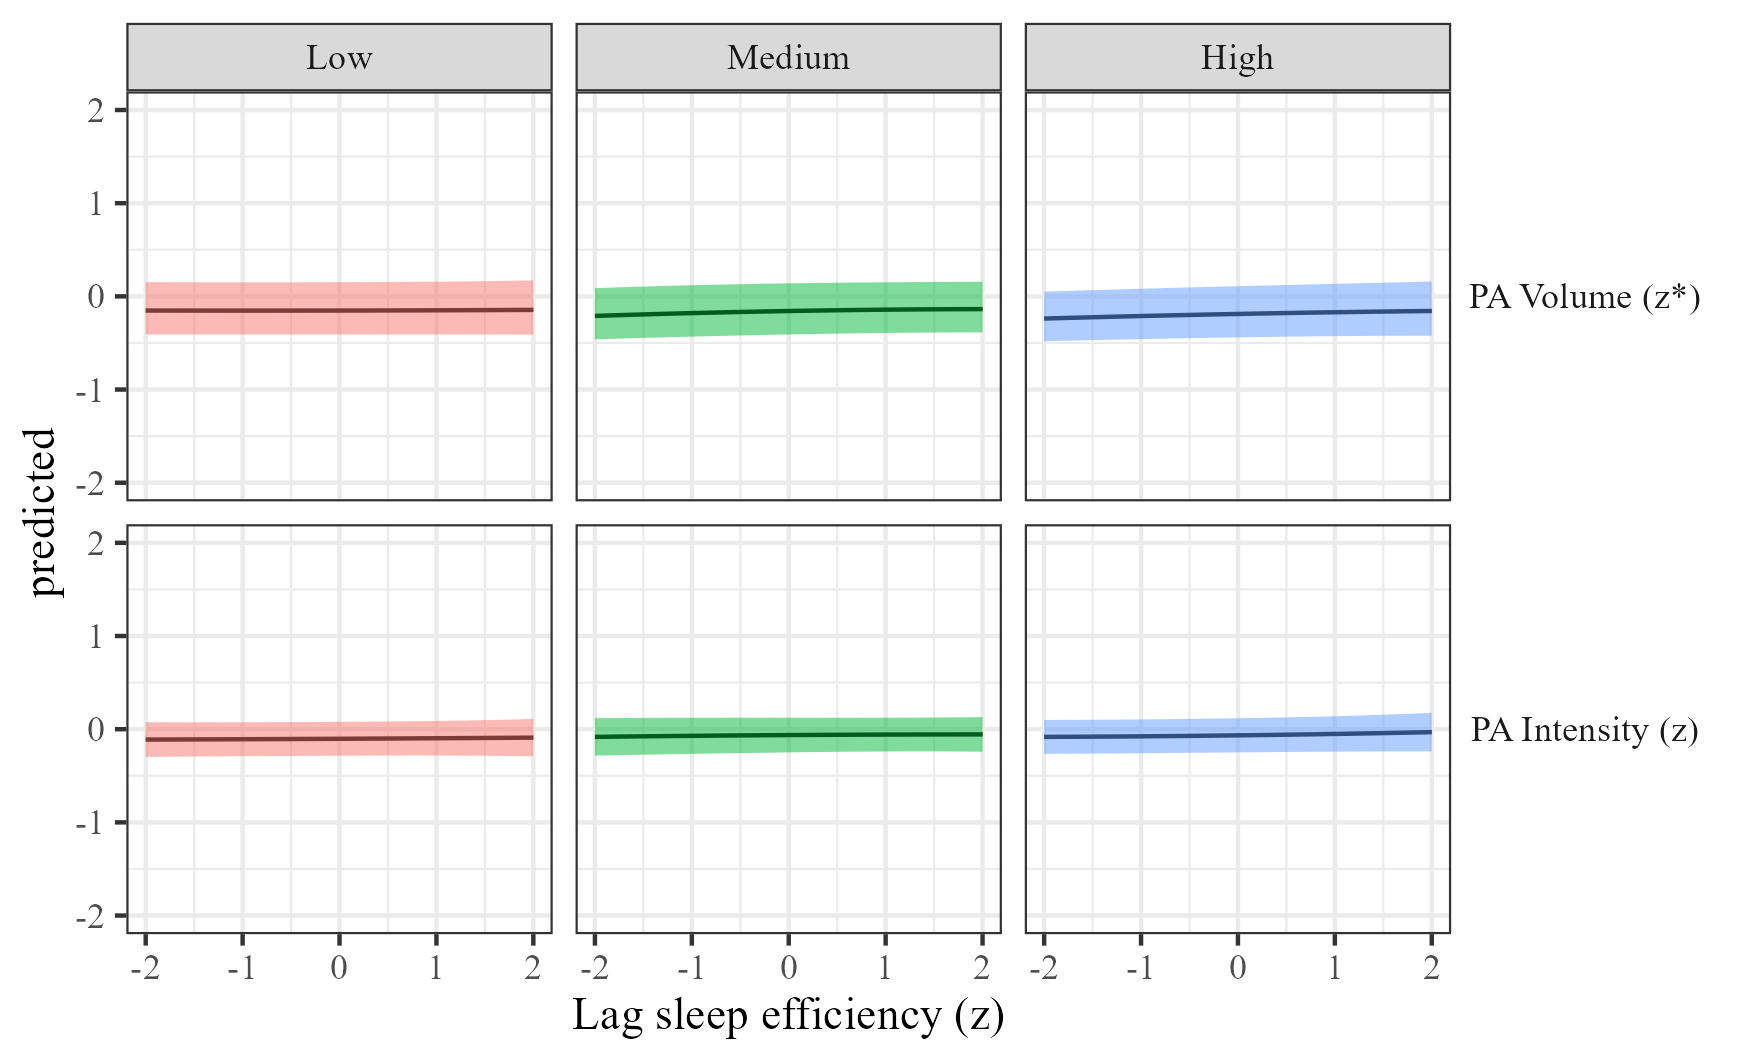 Low Medium High
2
1
0
-1
-2
PA Volume (z*)
predicted
2
1
0
-1
-2
PA Intensity (z)
-2 -1 0 1 2 -2 -1 0 1 2 -2 -1 0 1 2
Lag sleep efficiency (z)